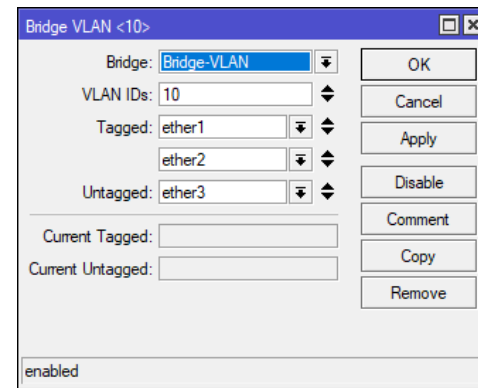 Bridge VLAN <10>
Bridge: Bridge-VLAN
OK
VLAN IDs: 10
Cancel
Tagged: ether1
Apply
ether2
Untagged: ether3
Disable
Comment
Current Tagged:
Copy
Current Untagged:
Remove
enabled